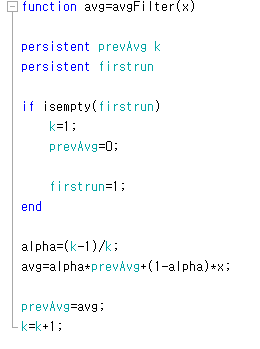 function avg=avgFilter(x)
persistent prevAvg k
persistent firstrun
if isempty(firstrun)
k=1;
prevAvg=0;
firstrun=1;
end
alpha=(k-1)/k;
avg=alpha*prevAvg+(1-alpha)*x;
prevAvg=avg;
k=k+1;